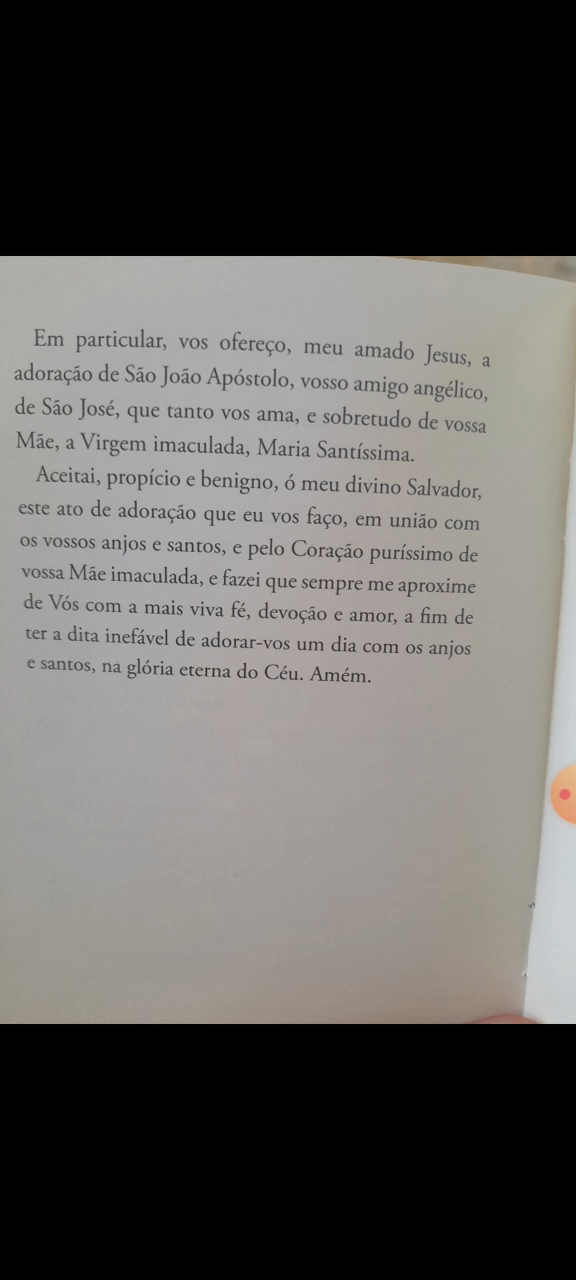 Em particular, vos ofereço, meu amado Jesus, a
adoração de São João Apóstolo, vosso amigo angélico,
de São José, que tanto vos ama, e sobretudo de vossa
Mãe, a Virgem imaculada, Maria Santíssima.
Aceitai, propício e benigno, ó meu divino Salvador,
este ato de adoração que eu vos faço, em união com
os vossos anjos e santos, e pelo Coração puríssimo de
vossa Mãe imaculada, e fazei que sempre me aproxime
de Vós com a mais viva fé, devoção e amor, a fim de
ter a dita inefável de adorar-vos um dia com os anjos
e santos, na glória eterna do Céu. Amém.